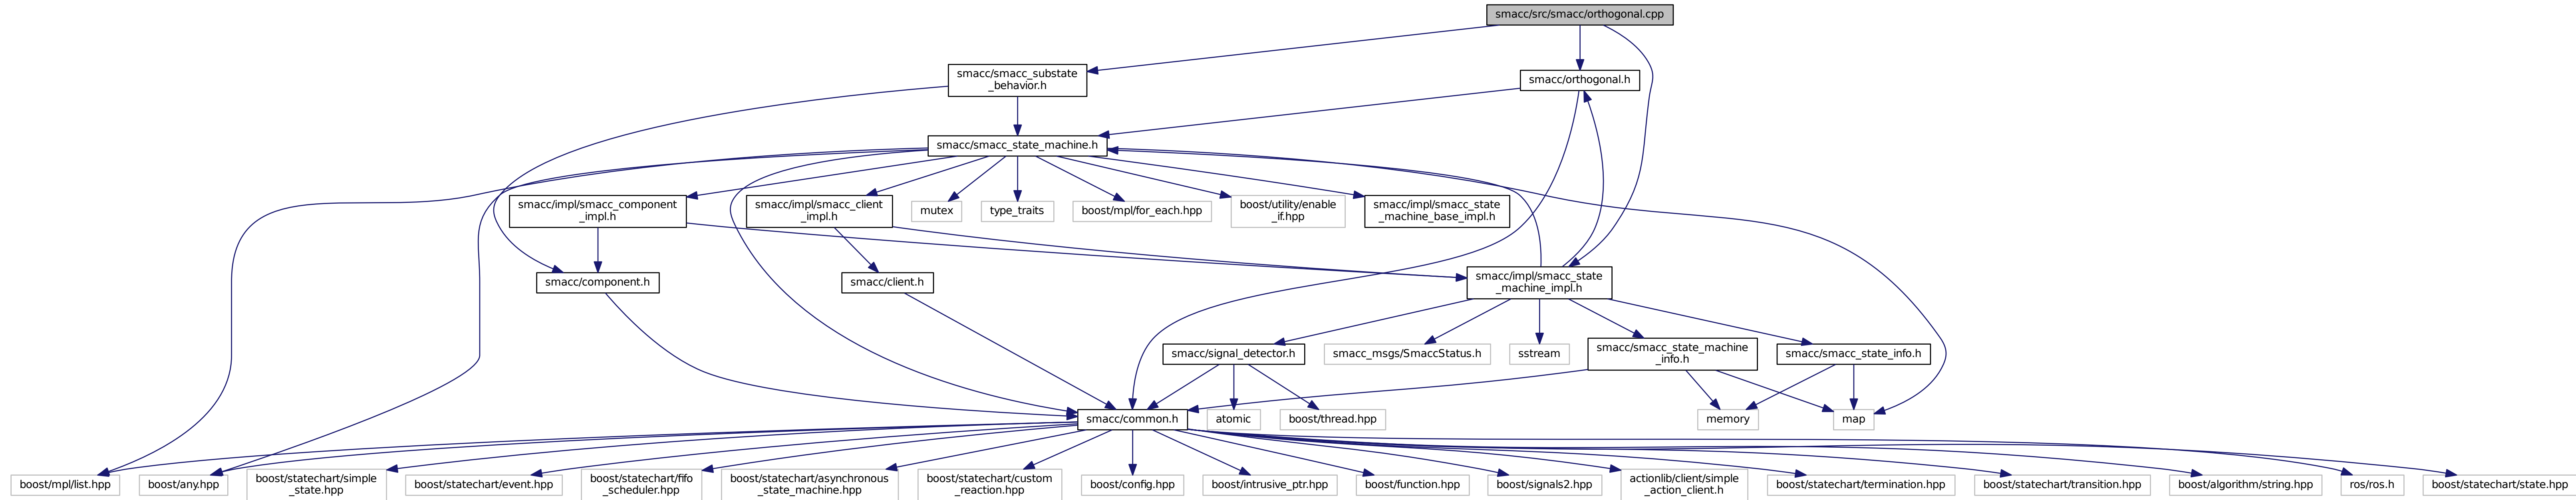 smacc/src/smacc/orthogonal.cpp
smacc/smacc_substate
_behavior.h
smacc/orthogonal.h
smacc/smacc_state_machine.h
smacc/impl/smacc_component
_impl.h
smacc/impl/smacc_client
_impl.h
mutex
type_traits
boost/mpl/for_each.hpp
boost/utility/enable
_if.hpp
smacc/impl/smacc_state
_machine_base_impl.h
smacc/component.h
smacc/client.h
smacc/impl/smacc_state
_machine_impl.h
smacc/signal_detector.h
smacc_msgs/SmaccStatus.h
sstream
smacc/smacc_state_machine
_info.h
smacc/smacc_state_info.h
smacc/common.h
atomic
boost/thread.hpp
memory
map
boost/mpl/list.hpp
boost/any.hpp
boost/statechart/simple
_state.hpp
boost/statechart/event.hpp
boost/statechart/fifo
_scheduler.hpp
boost/statechart/asynchronous
_state_machine.hpp
boost/statechart/custom
_reaction.hpp
boost/config.hpp
boost/intrusive_ptr.hpp
boost/function.hpp
boost/signals2.hpp
actionlib/client/simple
_action_client.h
boost/statechart/termination.hpp
boost/statechart/transition.hpp
boost/algorithm/string.hpp
ros/ros.h
boost/statechart/state.hpp